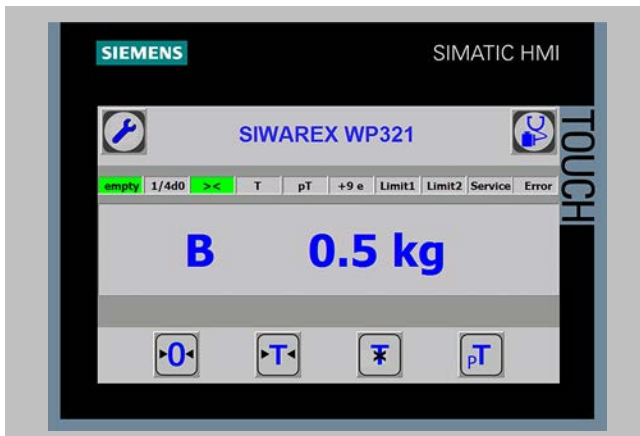 SIEMENS SIMATIC HMI
TOUCH
SIWAREX WP321
empty 1/4d0 >< T pT +9 e Limit1 Limit2 Service Error
B 0.5 kg
>0< >T< T pT